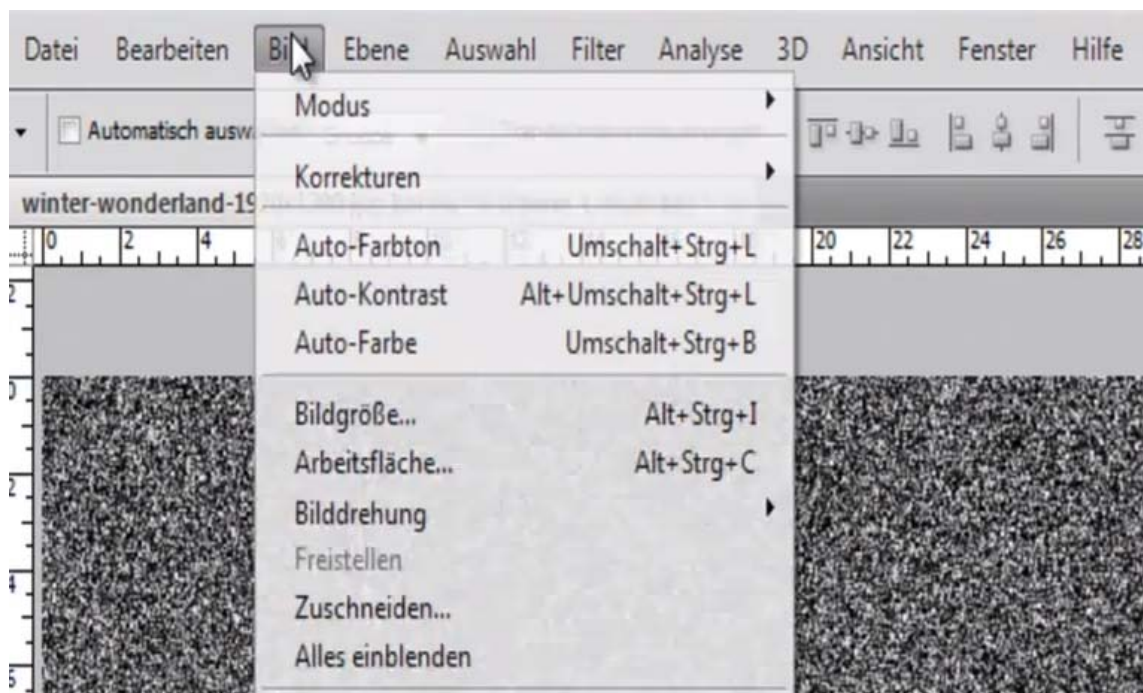 Datei Bearbeiten Bild Ebene Auswahl Filter Analyse 3D Ansicht Fenster Hilfe
Modus
Automatisch
Korrekturen
winter-wonderland-19
0 2 4 20 22 24 26 28
Auto-Farbton Umschalt+Strg+L
Auto-Kontrast Alt+Umschalt+Strg+L
Auto-Farbe Umschalt+Strg+B
Bildgröße... Alt+Strg+I
Arbeitsfläche... Alt+Strg+C
Bilddrehung
Freistellen
Zuschneiden...
Alles einblenden